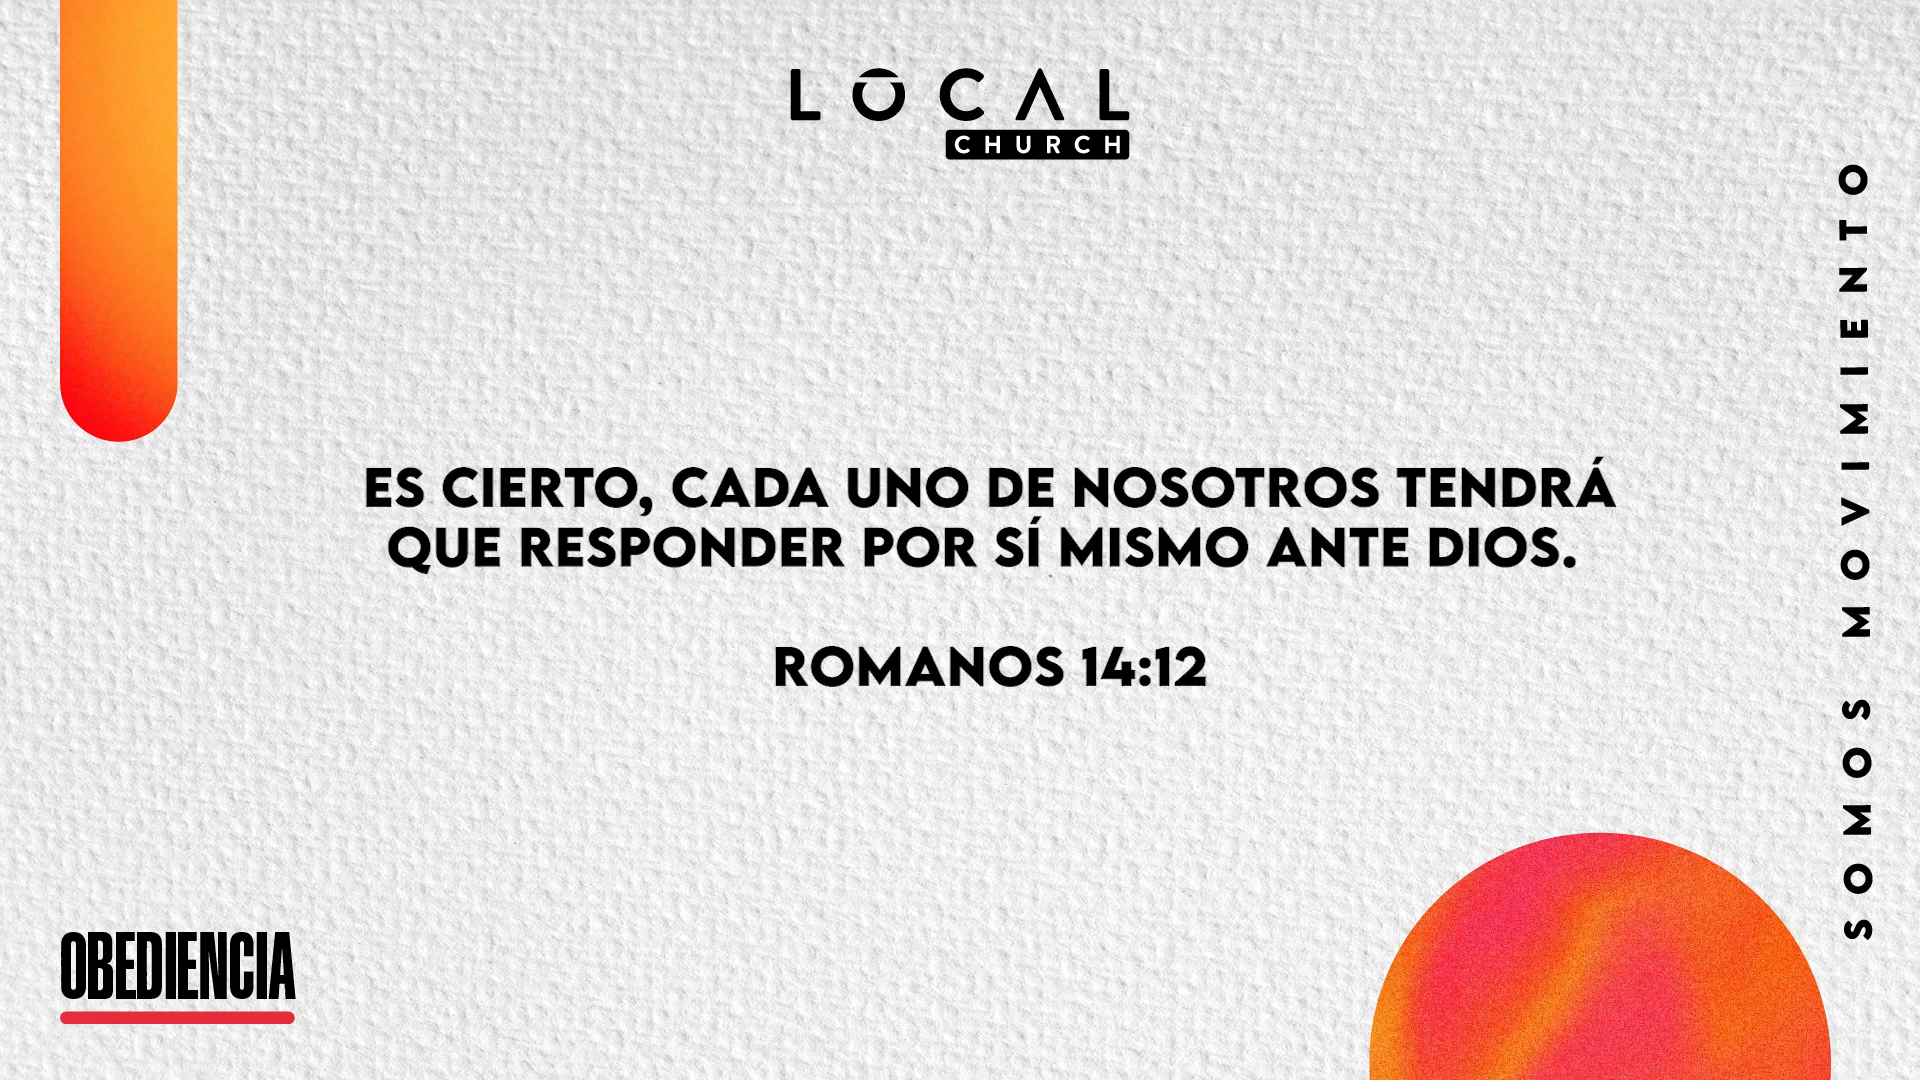 LOCAL
CHURCH
ES CIERTO, CADA UNO DE NOSOTROS TENDRÁ
QUE RESPONDER POR SÍ MISMO ANTE DIOS.
ROMANOS 14:12
OBEDIENCIA
SOMOS MOVIMIENTO